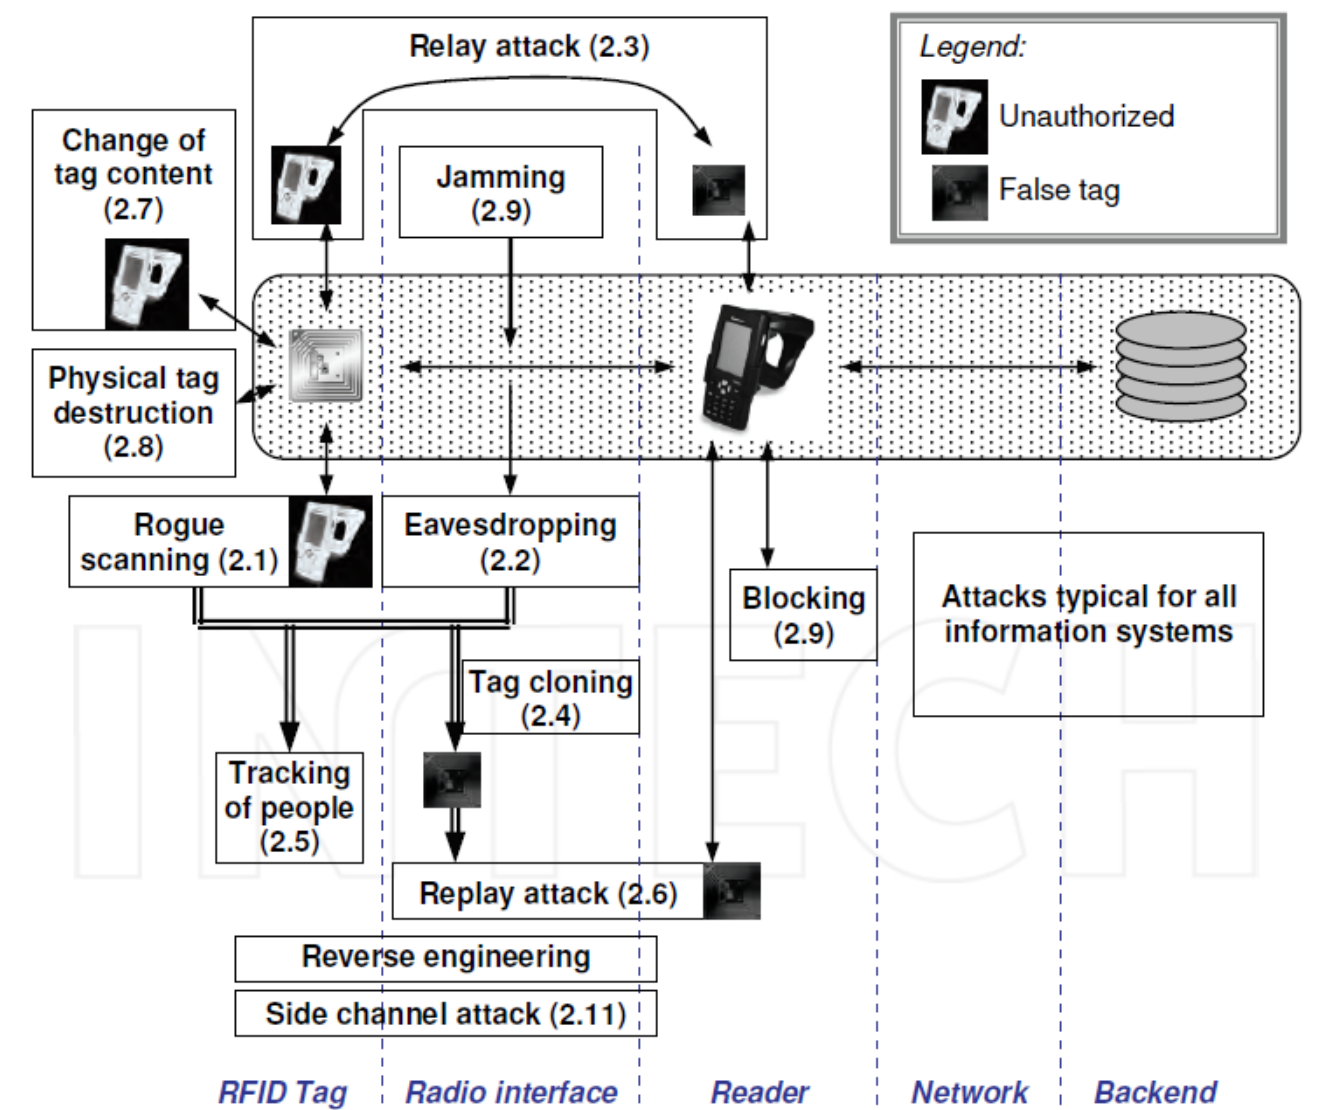 Relay attack (2.3)
Legend:
Unauthorized
False tag
Change of
tag content
(2.7)
Jamming
(2.9)
Physical tag
destruction
(2.8)
Rogue
scanning (2.1)
Eavesdropping
(2.2)
Blocking
(2.9)
Attacks typical for all
information systems
Tag cloning
(2.4)
Tracking
of people
(2.5)
Replay attack (2.6)
Reverse engineering
Side channel attack (2.11)
RFID Tag
Radio interface
Reader
Network
Backend
INTECH